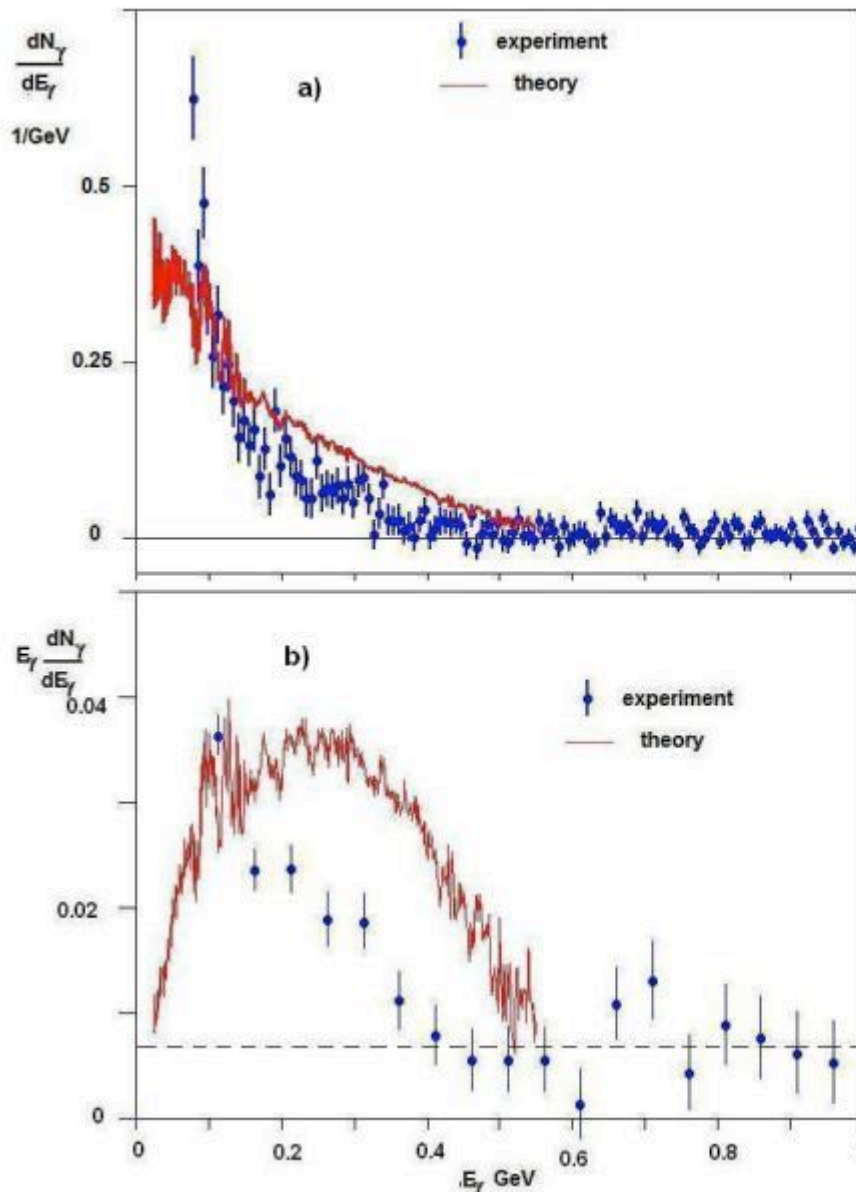 dNγ
dEγ
1/GeV
experiment
theory
a)
0.5
0.25
0
Eγ dNγ
dEγ
b)
experiment
theory
0.04
0.02
0
0 0.2 0.4 0.6 0.8
Eγ GeV